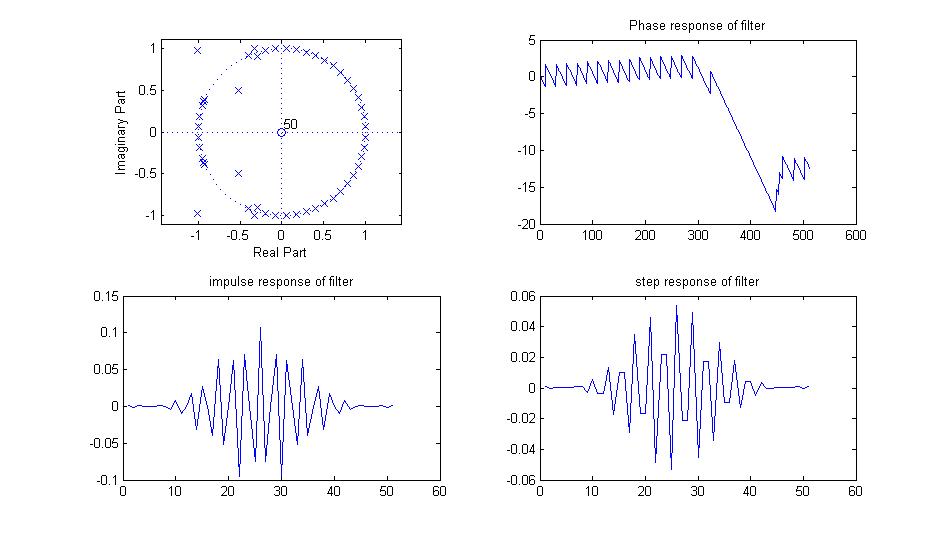 Phase response of filter
1
0.5
0
-0.5
-1
Imaginary Part
50
-1 -0.5 0 0.5 1
Real Part
5
0
-5
-10
-15
-20
0 100 200 300 400 500 600
impulse response of filter
0.15
0.1
0.05
0
-0.05
-0.1
0 10 20 30 40 50 60
step response of filter
0.06
0.04
0.02
0
-0.02
-0.04
-0.06
0 10 20 30 40 50 60